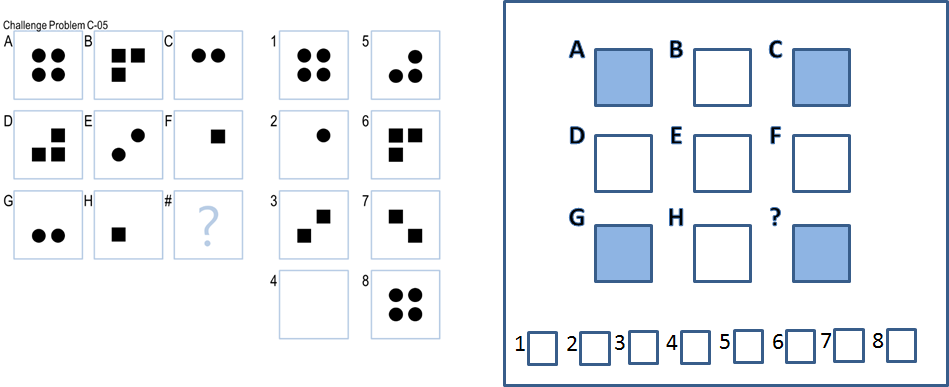 Challenge Problem C-05
A B C 1 5
D E F 2 6
G H # 3 7
?
4 8
A B C
D E F
G H ?
1 2 3 4 5 6 7 8